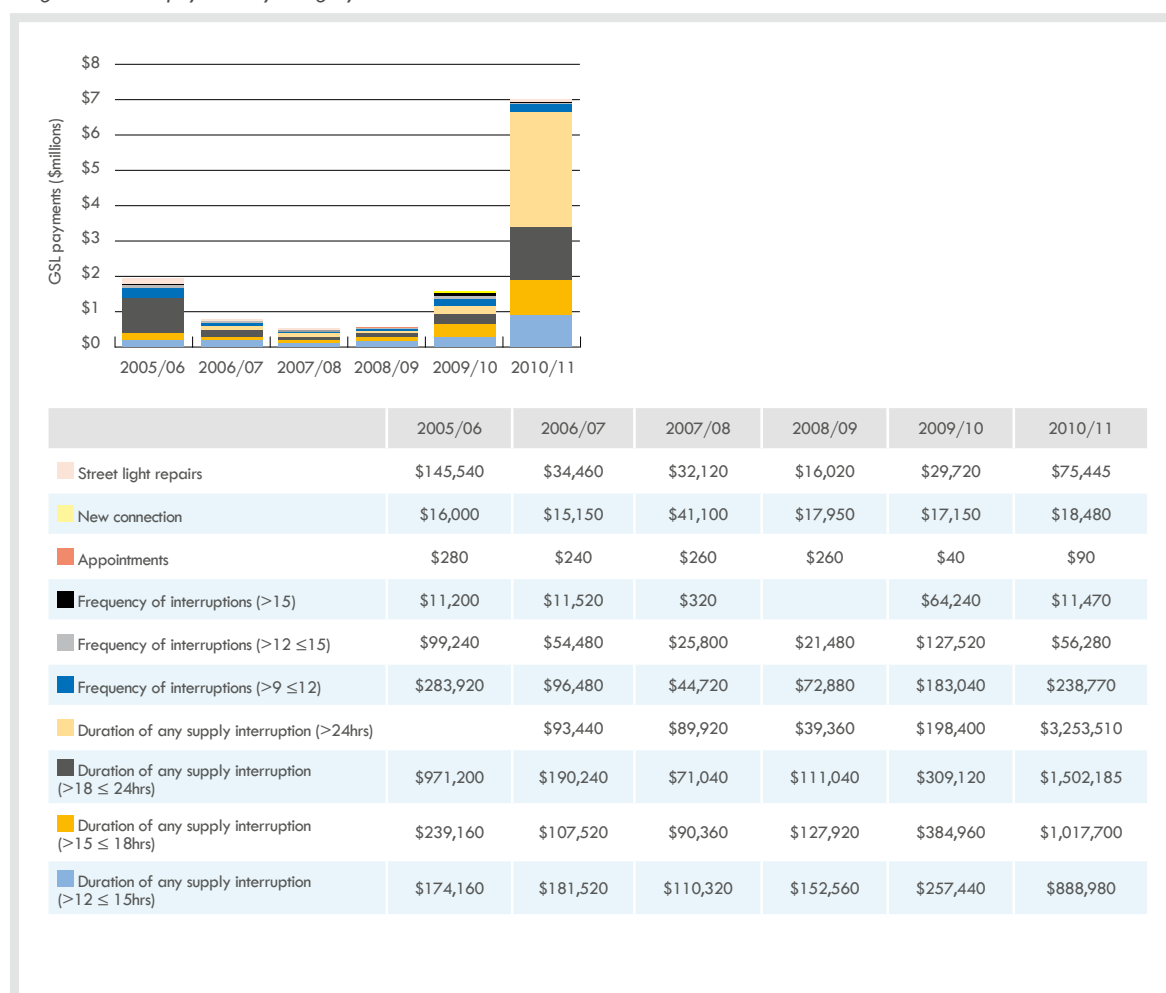 $8
$7
$6
$5
$4
$3
$2
$1
$0
GSL payments ($millions)
2005/06 2006/07 2007/08 2008/09 2009/10 2010/11
2005/06 2006/07 2007/08 2008/09 2009/10 2010/11
Street light repairs $145,540 $34,460 $32,120 $16,020 $29,720 $75,445
New connection $16,000 $15,150 $41,100 $17,950 $17,150 $18,480
Appointments $280 $240 $260 $260 $40 $90
Frequency of interruptions (>15) $11,200 $11,520 $320 $64,240 $11,470
Frequency of interruptions (>12 ≤15) $99,240 $54,480 $25,800 $21,480 $127,520 $56,280
Frequency of interruptions (>9 ≤12) $283,920 $96,480 $44,720 $72,880 $183,040 $238,770
Duration of any supply interruption (>24hrs) $93,440 $89,920 $39,360 $198,400 $3,253,510
Duration of any supply interruption
(>18 ≤ 24hrs) $971,200 $190,240 $71,040 $111,040 $309,120 $1,502,185
Duration of any supply interruption
(>15 ≤ 18hrs) $239,160 $107,520 $90,360 $127,920 $384,960 $1,017,700
Duration of any supply interruption
(>12 ≤ 15hrs) $174,160 $181,520 $110,320 $152,560 $257,440 $888,980